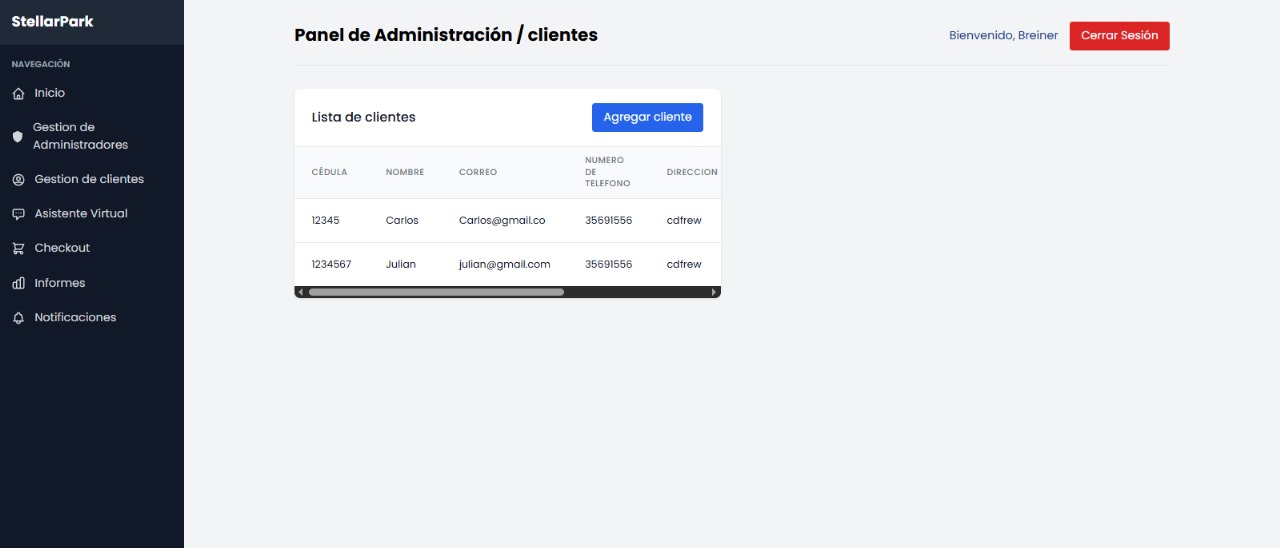 StellarPark
NAVEGACIÓN
Inicio
Gestion de
Administradores
Gestion de clientes
Asistente Virtual
Checkout
Informes
Notificaciones
Panel de Administración / clientes
Bienvenido, Breiner
Cerrar Sesión
Lista de clientes
Agregar cliente
CÉDULA NOMBRE CORREO NUMERO DE TELEFONO DIRECCION
12345 Carlos Carlos@gmail.co 35691556 cdfrew
1234567 Julian julian@gmail.com 35691556 cdfrew